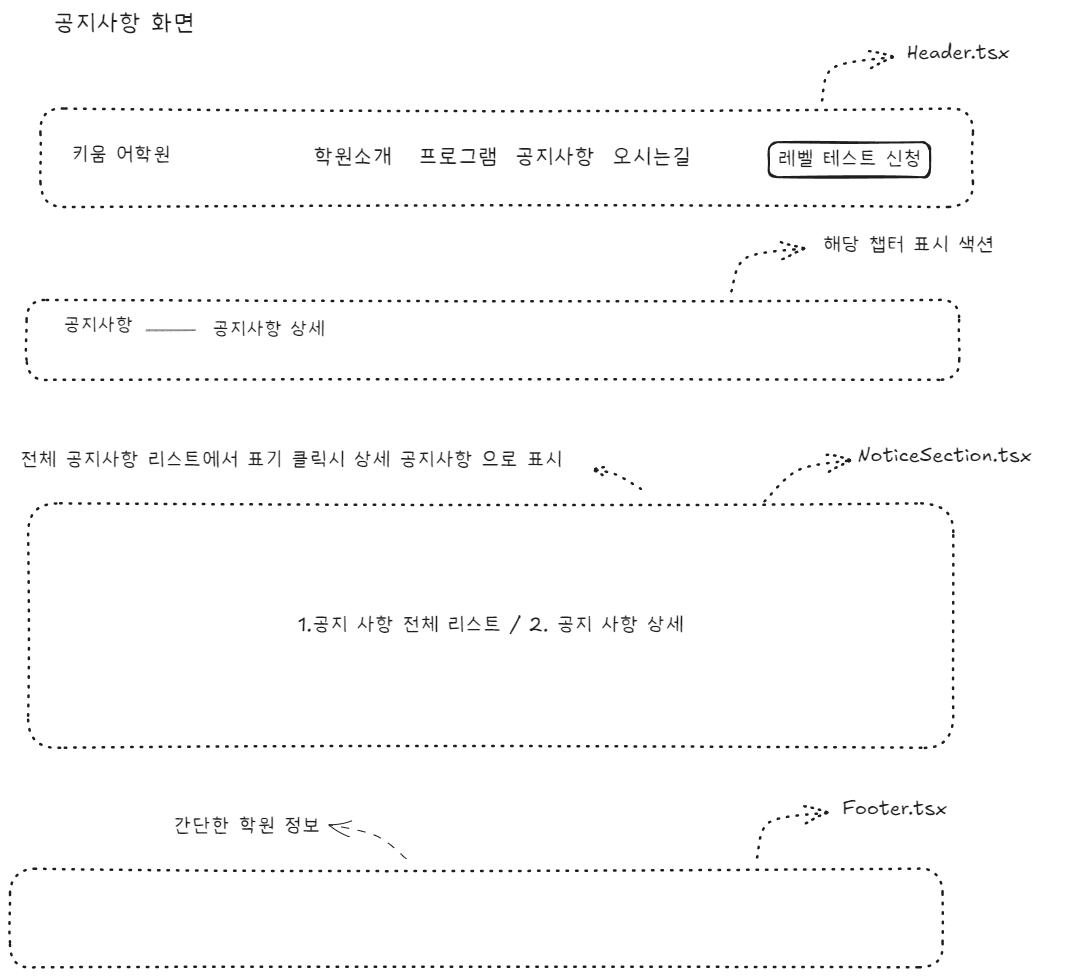 공지사항 화면
Header.tsx
키움 어학원
학원소개 프로그램 공지사항 오시는길
레벨 테스트 신청
해당 챕터 표시 색션
공지사항 공지사항 상세
전체 공지사항 리스트에서 표기 클릭시 상세 공지사항 으로 표시
NoticeSection.tsx
1.공지 사항 전체 리스트 / 2. 공지 사항 상세
간단한 학원 정보
Footer.tsx